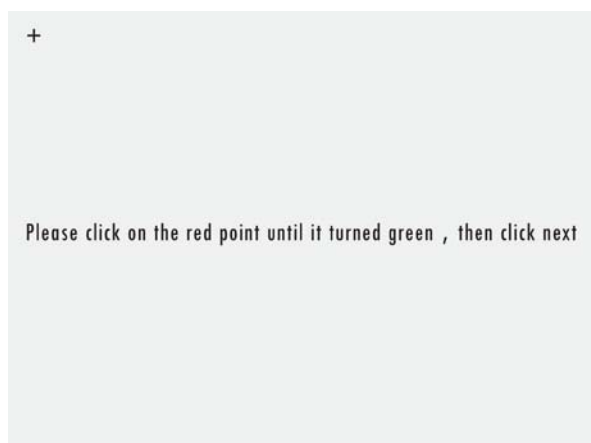 +
Please click on the red point until it turned green , then click next